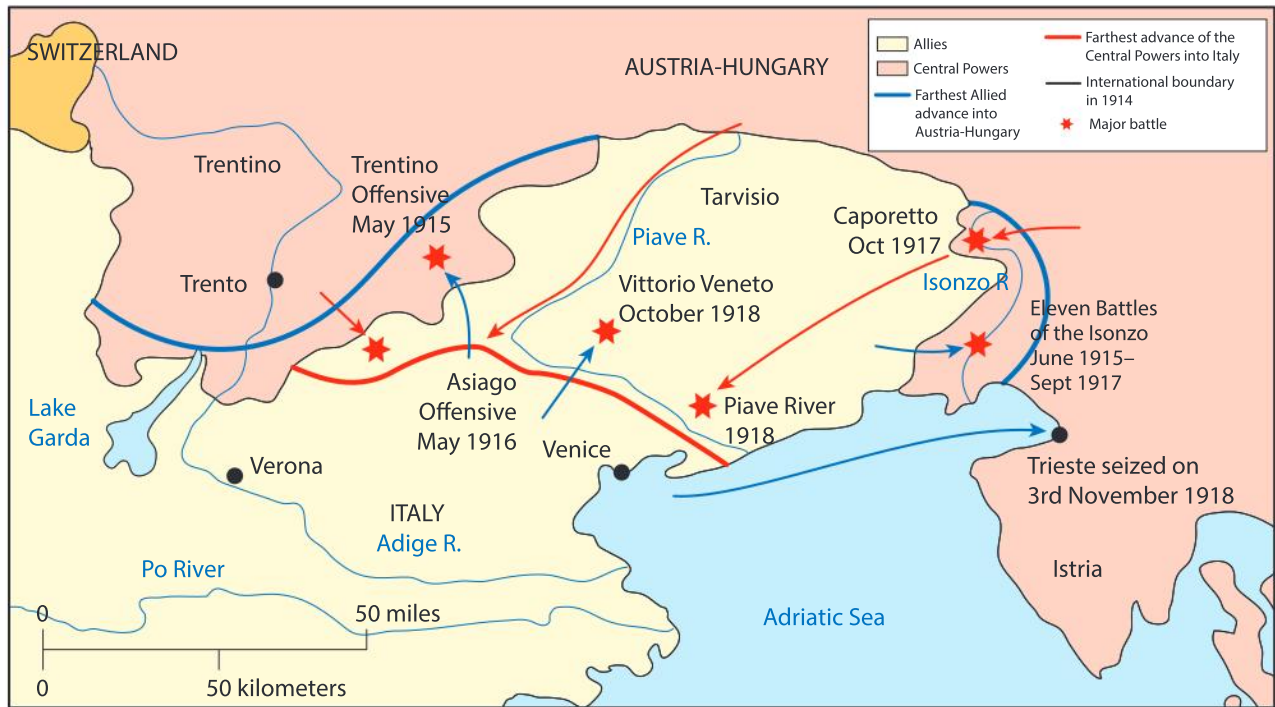 SWITZERLAND
AUSTRIA-HUNGARY
Allies
Central Powers
Farthest Allied
advance into
Austria-Hungary
Farthest advance of the
Central Powers into Italy
International boundary
in 1914
Major battle
Trentino
Trentino
Offensive
May 1915
Tarvisio
Piave R.
Caporetto
Oct 1917
Trento
Vittorio Veneto
October 1918
Isonzo R
Eleven Battles
of the Isonzo
June 1915–
Sept 1917
Asiago
Offensive
May 1916
Piave River
1918
Lake
Garda
Verona
Venice
Trieste seized on
3rd November 1918
ITALY
Adige R.
Po River
Istria
Adriatic Sea
0
50 miles
0
50 kilometers